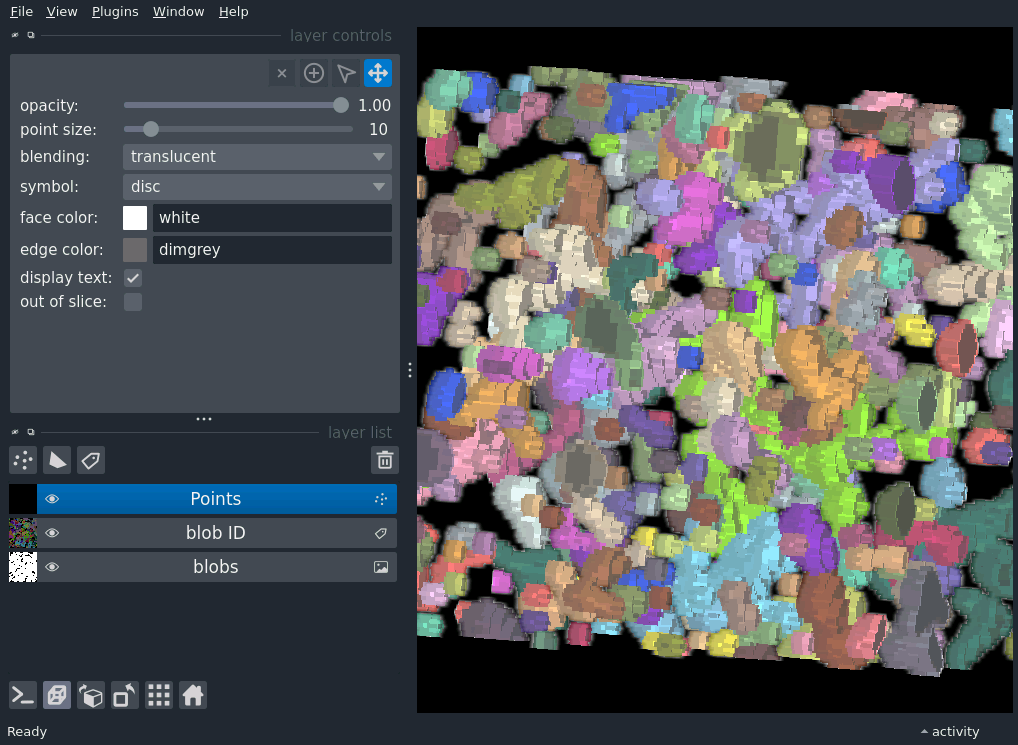 File View Plugins Window Help
layer controls
opacity: 1.00
point size: 10
blending: translucent
symbol: disc
face color: white
edge color: dimgrey
display text:
out of slice:
layer list
Points
blob ID
blobs
Ready activity